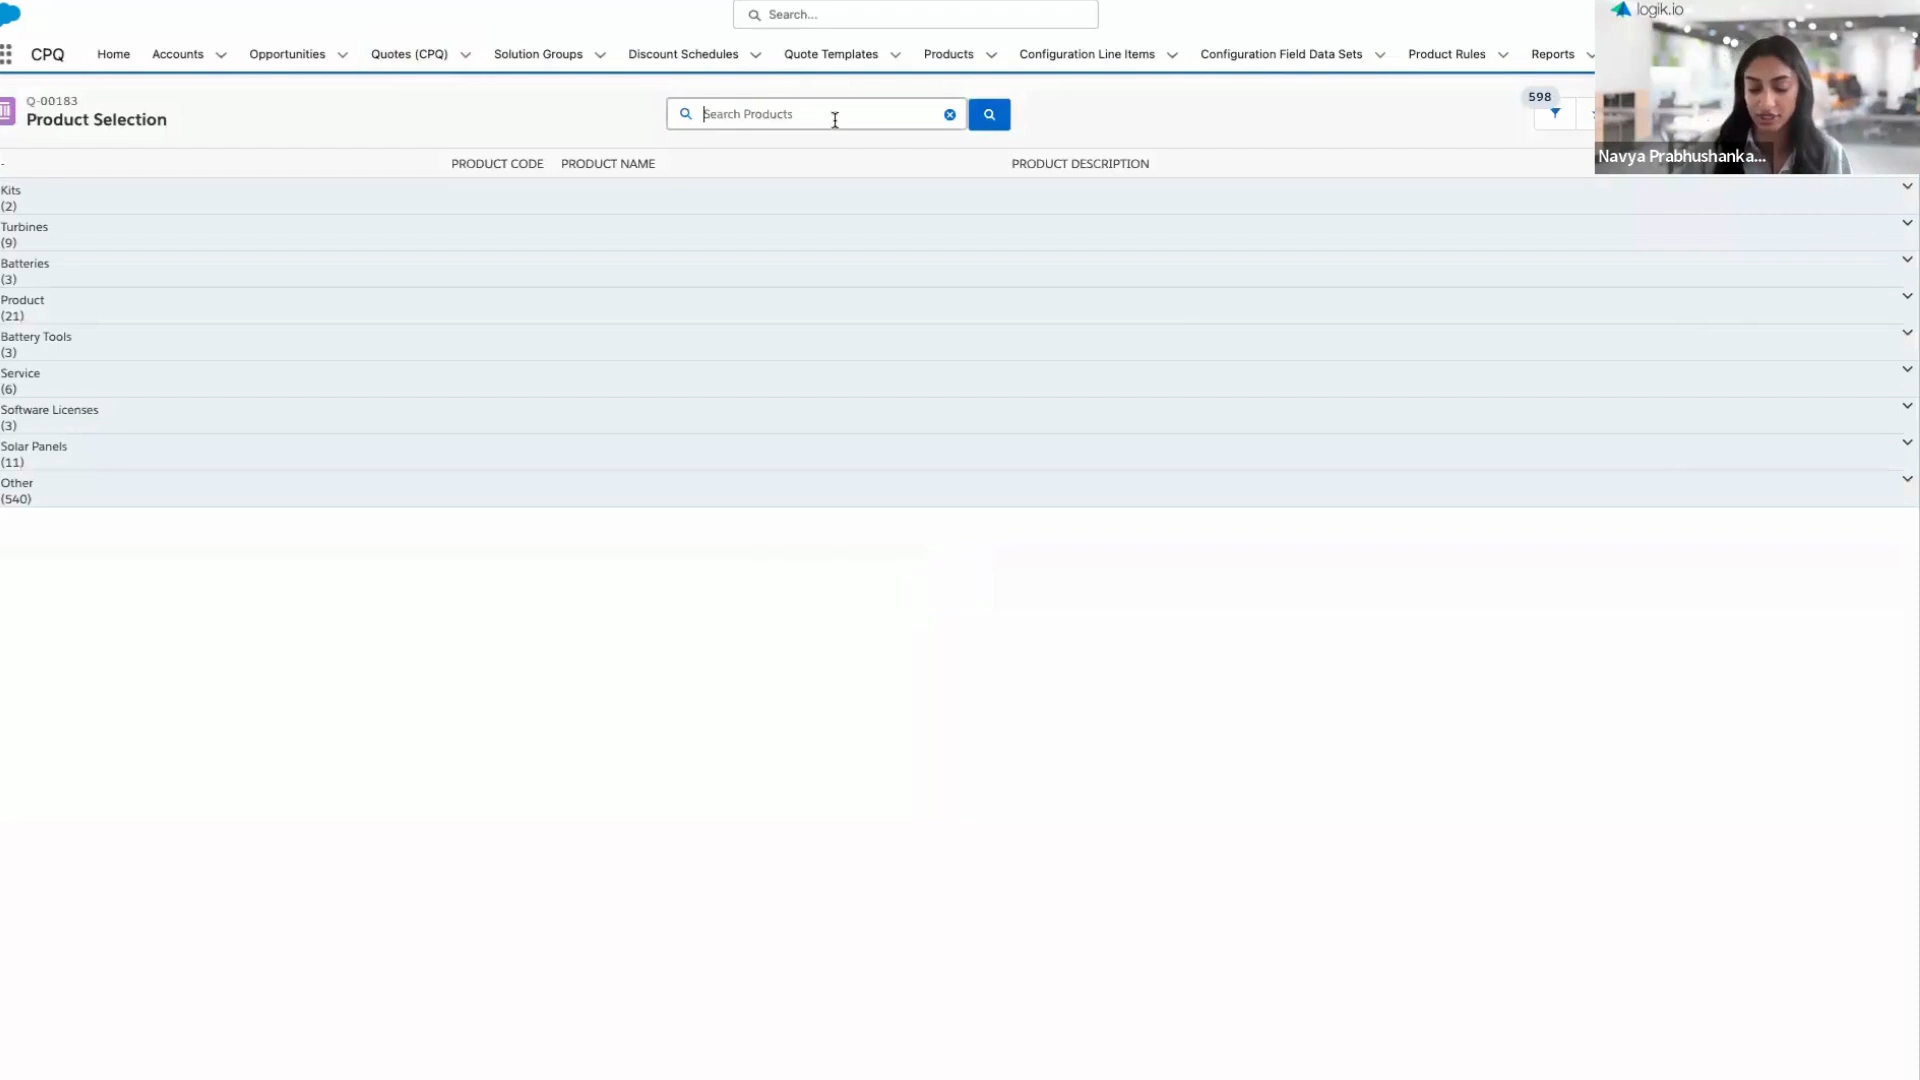 Search...
logik.io
CPQ Home Accounts Opportunities Quotes (CPQ) Solution Groups Discount Schedules Quote Templates Products Configuration Line Items Configuration Field Data Sets Product Rules Reports
Q-00183
Product Selection
Search Products
598
Navya Prabhushanka...
- PRODUCT CODE PRODUCT NAME PRODUCT DESCRIPTION
Kits
(2)
Turbines
(9)
Batteries
(3)
Product
(21)
Battery Tools
(3)
Service
(6)
Software Licenses
(3)
Solar Panels
(11)
Other
(540)